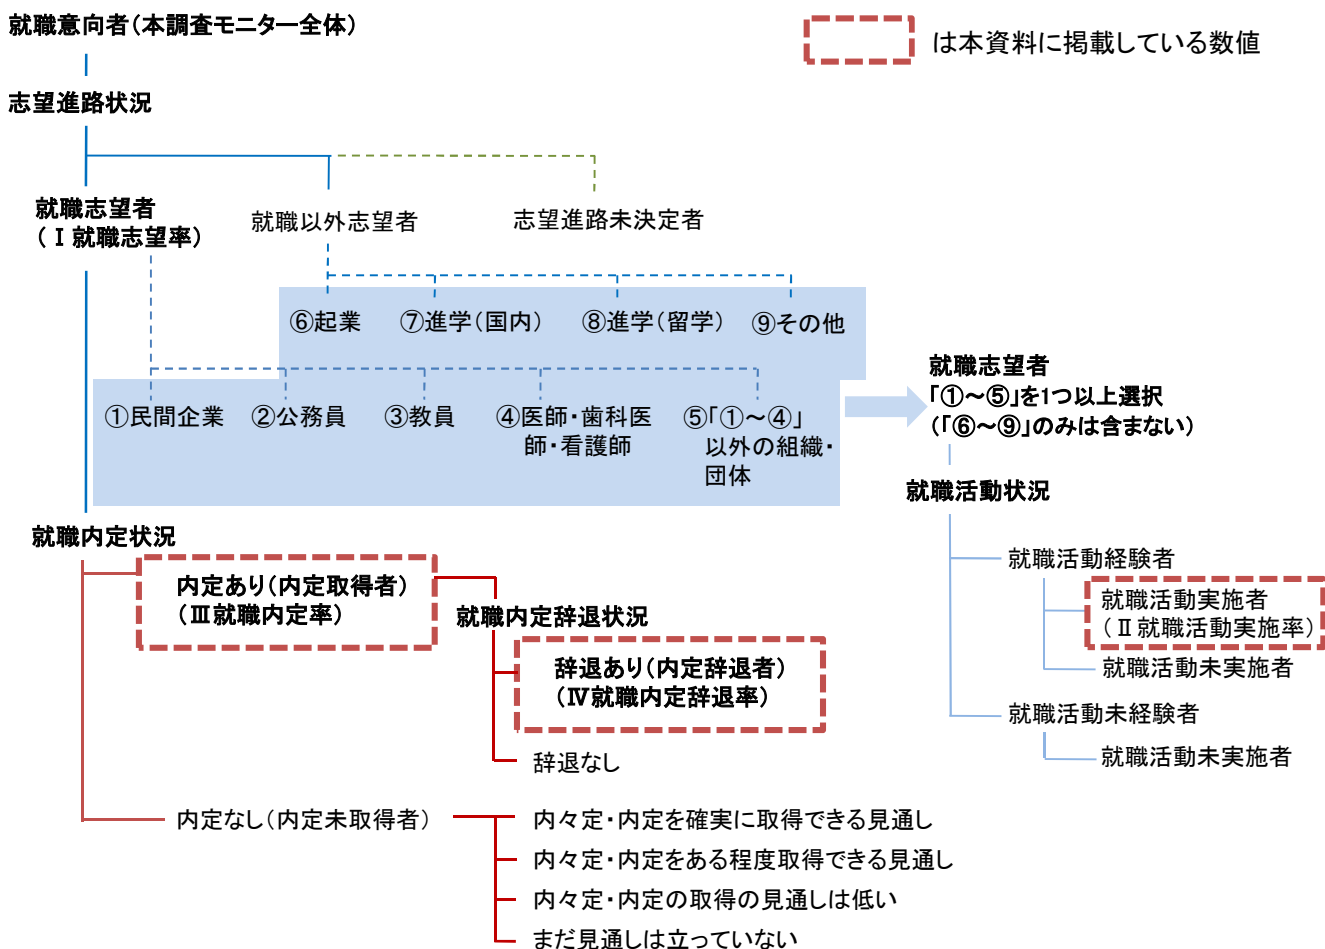 就職意向者(本調査モニター全体)
は本資料に掲載している数値
志望進路状況
就職志望者
(Ⅰ就職志望率)
就職以外志望者
志望進路未決定者
⑥起業
⑦進学(国内)
⑧進学(留学)
⑨その他
①民間企業
②公務員
③教員
④医師・歯科医
師・看護師
⑤「①～④」
以外の組織・
団体
就職志望者
「①～⑤」を1つ以上選択
(「⑥～⑨」のみは含まない)
就職活動状況
就職活動経験者
就職活動実施者
(Ⅱ就職活動実施率)
就職活動未実施者
就職活動未経験者
就職活動未実施者
就職内定状況
内定あり(内定取得者)
(Ⅲ就職内定率)
就職内定辞退状況
辞退あり(内定辞退者)
(Ⅳ就職内定辞退率)
辞退なし
内定なし(内定未取得者)
内々定・内定を確実に取得できる見通し
内々定・内定をある程度取得できる見通し
内々定・内定の取得の見通しは低い
まだ見通しは立っていない